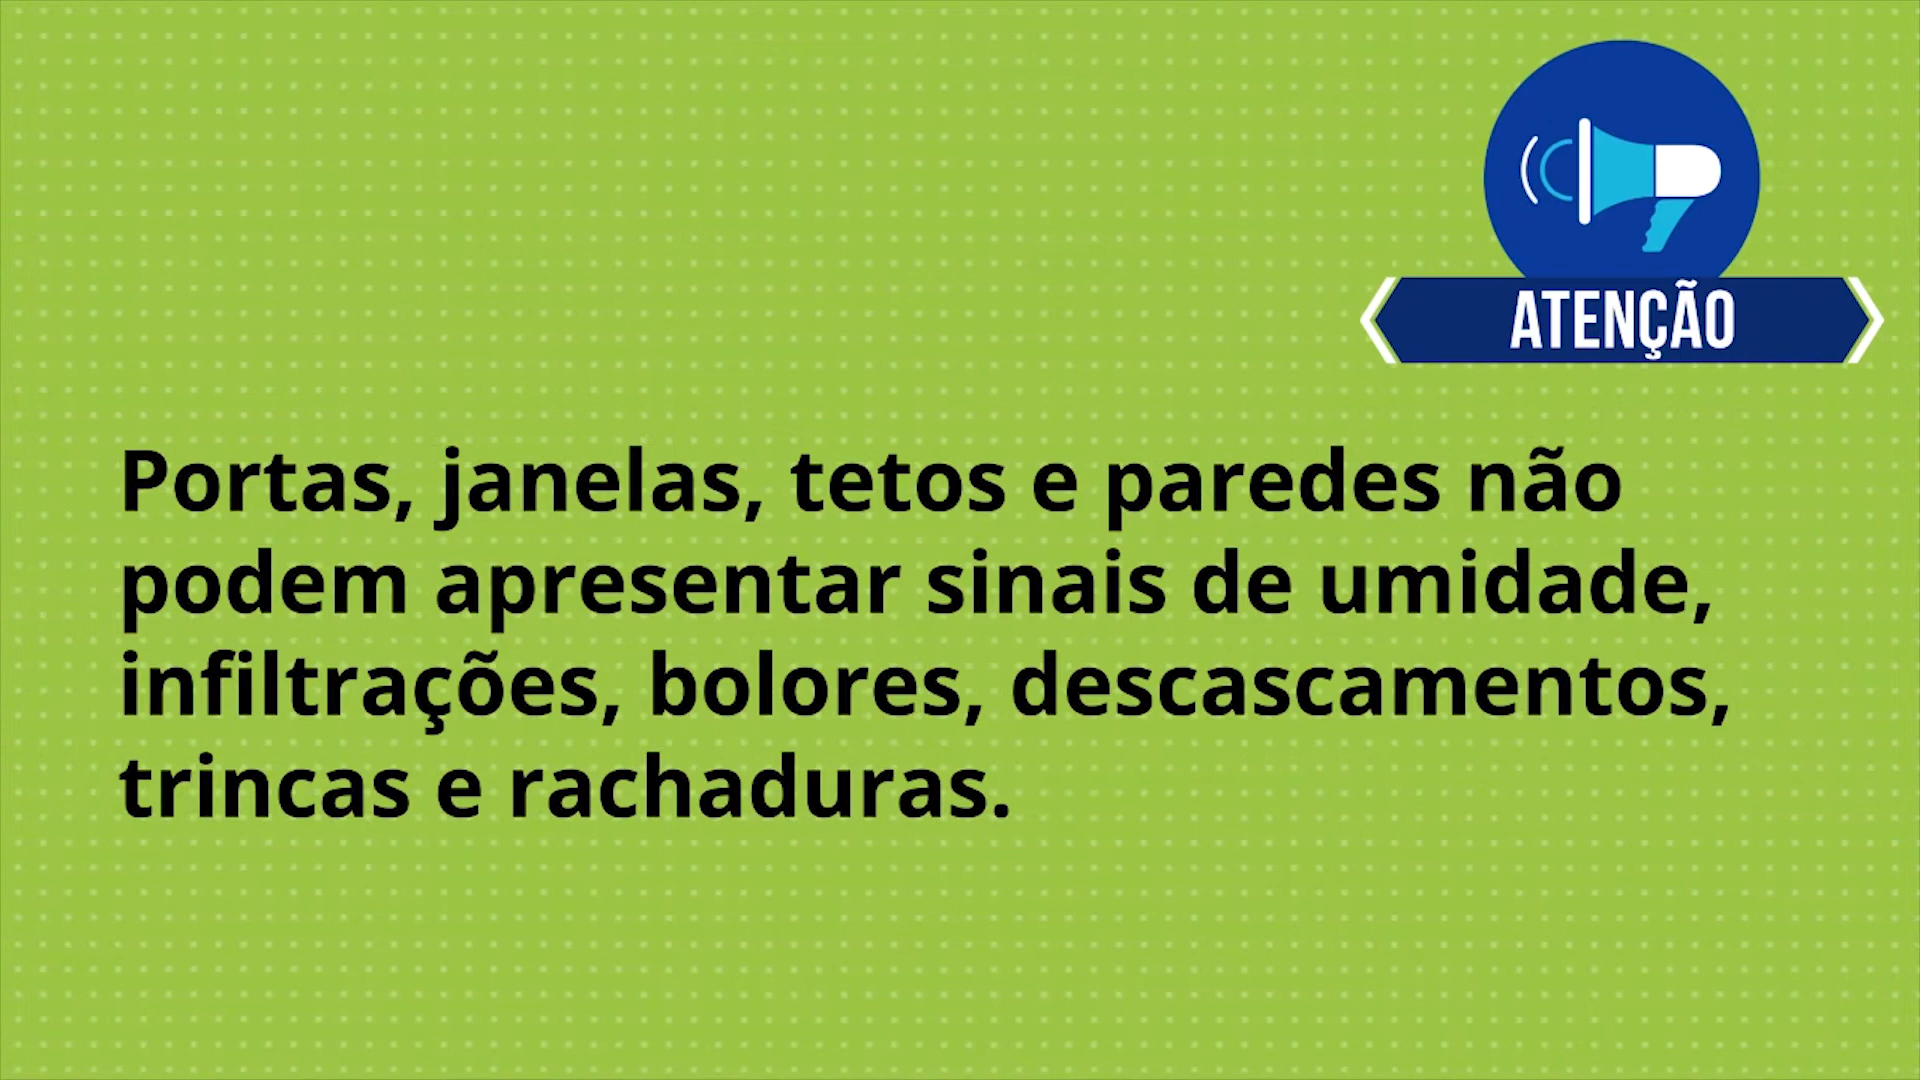 ATENÇÃO
Portas, janelas, tetos e paredes não
podem apresentar sinais de umidade,
infiltrações, bolores, descascamentos,
trincas e rachaduras.